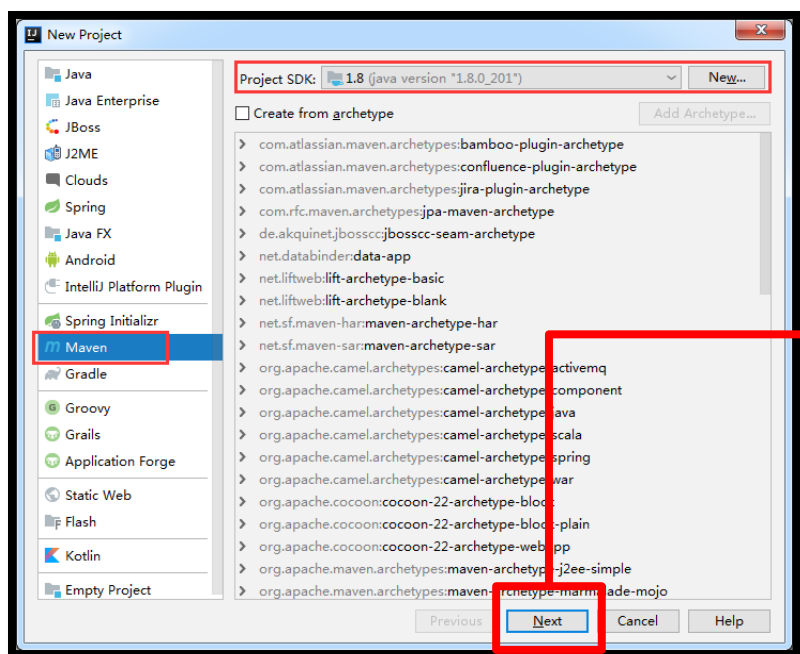 New Project
Java
Java Enterprise
JBoss
J2ME
Clouds
Spring
Java FX
Android
IntelliJ Platform Plugin
Spring Initializr
Maven
Gradle
Groovy
Grails
Application Forge
Static Web
Flash
Kotlin
Empty Project
Project SDK: 1.8 (java version "1.8.0_201") New...
Create from archetype Add Archetype...
com.atlassian.maven.archetypes:bamboo-plugin-archetype
com.atlassian.maven.archetypes:confluence-plugin-archetype
com.atlassian.maven.archetypes:jira-plugin-archetype
com.rfc.maven.archetypes:jpa-maven-archetype
de.akquinet.jbosscc:jbosscc-seam-archetype
net.databinder:data-app
net.liftweb:lift-archetype-basic
net.liftweb:lift-archetype-blank
net.sf.maven-har:maven-archetype-har
net.sf.maven-sar:maven-archetype-sar
org.apache.camel.archetypes:camel-archetype-activemq
org.apache.camel.archetypes:camel-archetype-component
org.apache.camel.archetypes:camel-archetype-java
org.apache.camel.archetypes:camel-archetype-scala
org.apache.camel.archetypes:camel-archetype-spring
org.apache.camel.archetypes:camel-archetype-war
org.apache.cocoon:cocoon-22-archetype-block
org.apache.cocoon:cocoon-22-archetype-block-plain
org.apache.cocoon:cocoon-22-archetype-webapp
org.apache.maven.archetypes:maven-archetype-j2ee-simple
org.apache.maven.archetypes:maven-archetype-marmalade-mojo
Previous Next Cancel Help